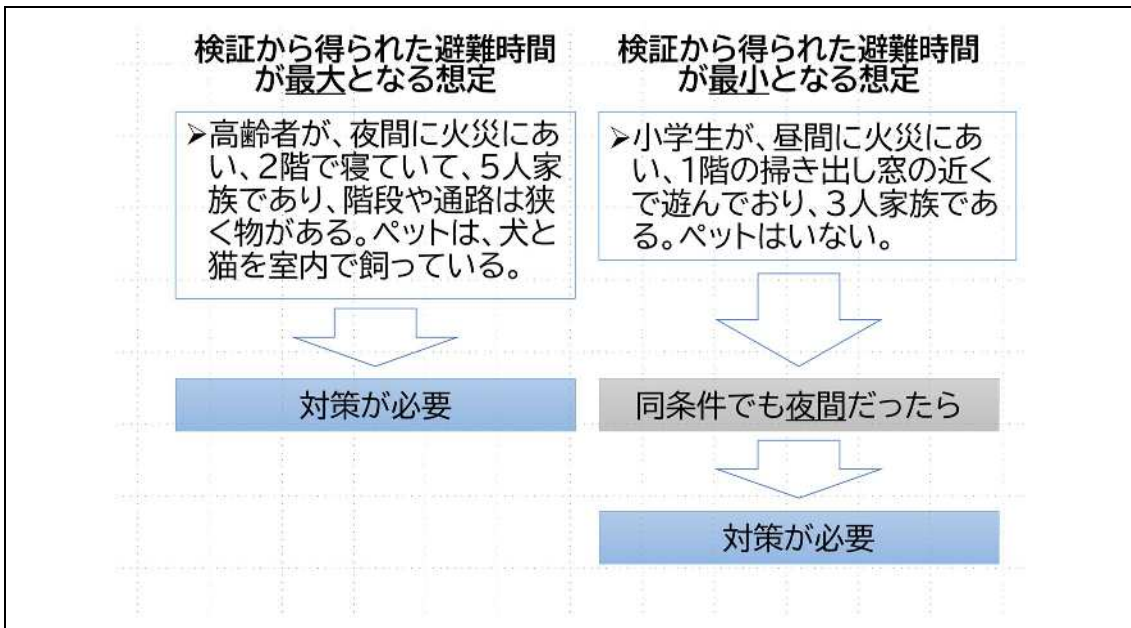 検証から得られた避難時間
が最大となる想定
➢高齢者が、夜間に火災にあ
い、2階で寝ていて、5人家
族であり、階段や通路は狭
く物がある。ペットは、犬と
猫を室内で飼っている。
対策が必要
検証から得られた避難時間
が最小となる想定
➢小学生が、昼間に火災にあ
い、1階の掃き出し窓の近く
で遊んでおり、3人家族であ
る。ペットはいない。
同条件でも夜間だったら
対策が必要